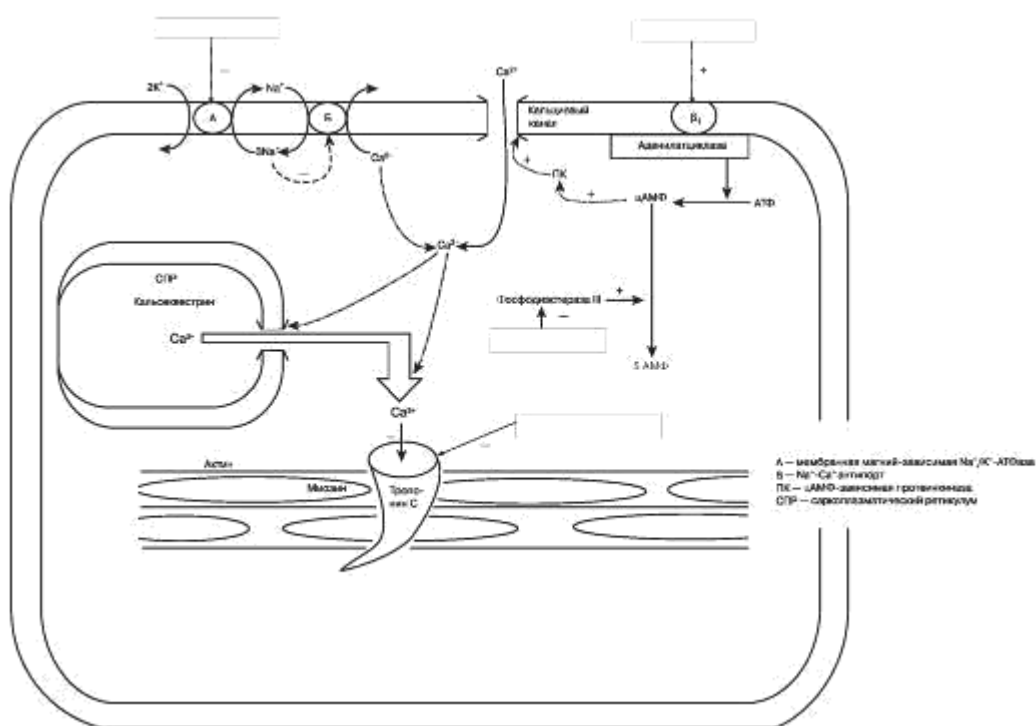 2K⁺
Na⁺
3Na⁺
А
Б
Ca²⁺
Ca²⁺
Кальциевый
канал
β₁
Аденилатциклаза
ПК
цАМФ
АТФ
Ca²⁺
СПР
Кальсеквестрин
Ca²⁺
Фосфодиэстераза III
5 АМФ
Ca²⁺
Актин
Миозин
Тропо-
нин С
А — мембранная магний-зависимая Na⁺/K⁺-АТФаза
Б — Na⁺-Ca²⁺антипорт
ПК — цАМФ-зависимая протеинкиназа
СПР — саркоплазматический ретикулум